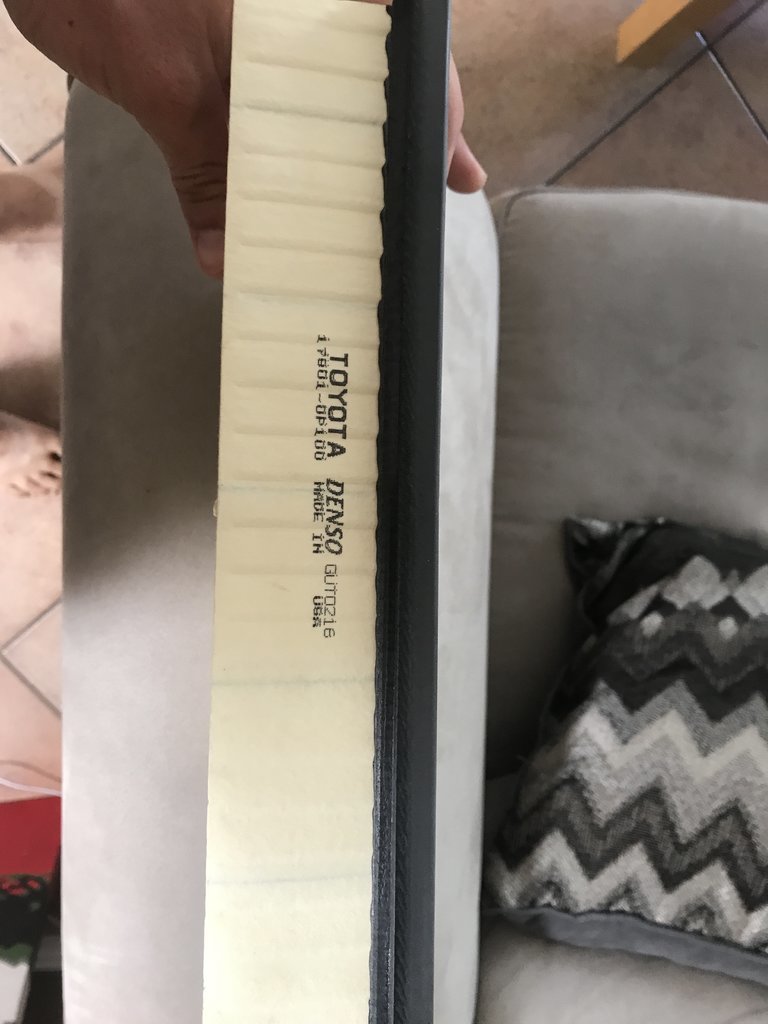 TOYOTA DENSO GUT0216
17801-0P100 MADE IN USA